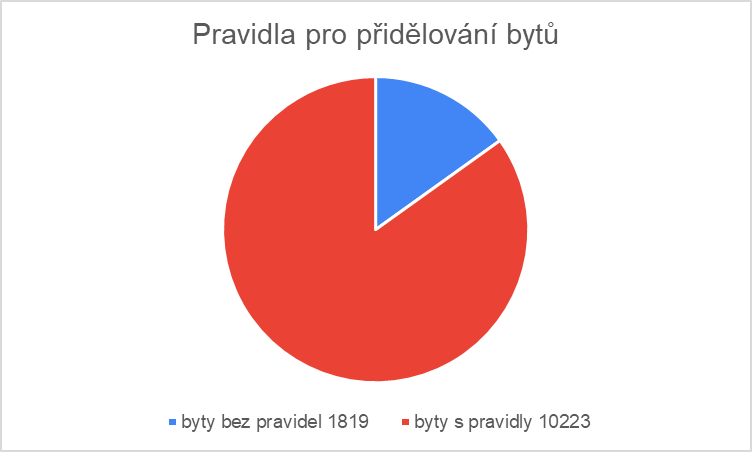 Pravidla pro přidělování bytů
byty bez pravidel 1819 byty s pravidly 10223